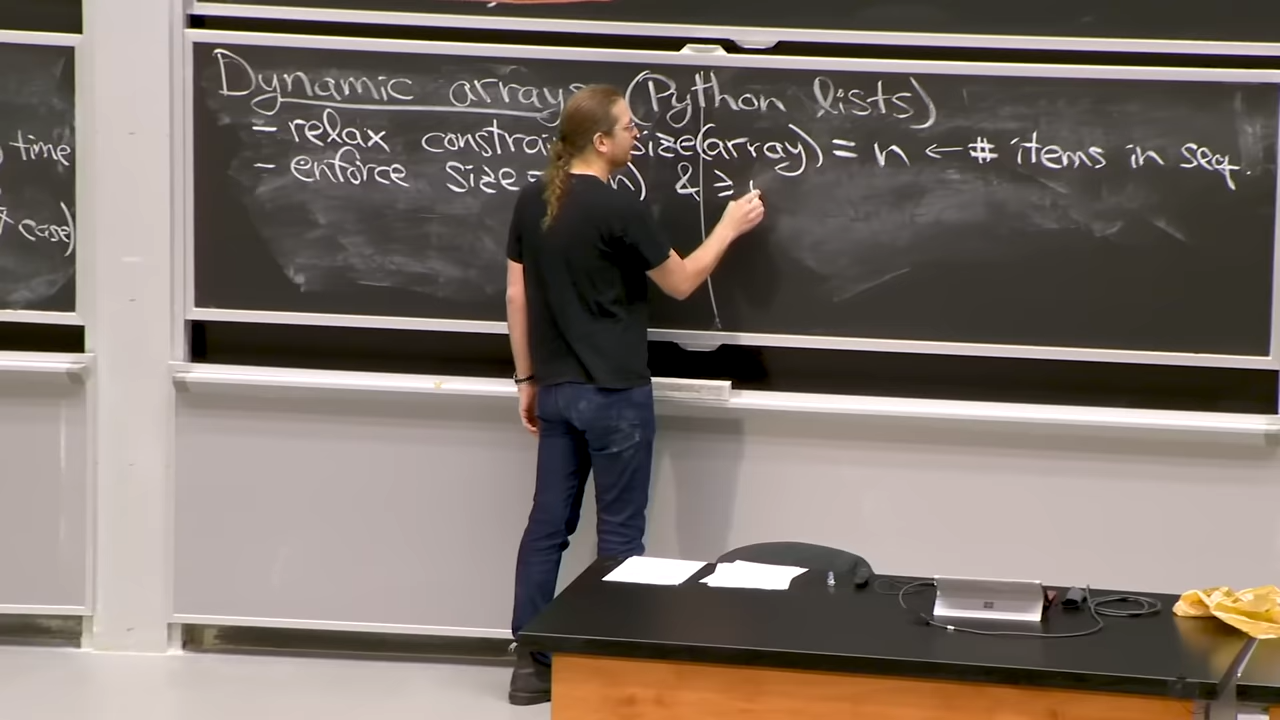 Dynamic arrays (Python lists)
- relax constrai size(array) = n ← # items in seq.
- enforce size = n) & ≥
time
case)